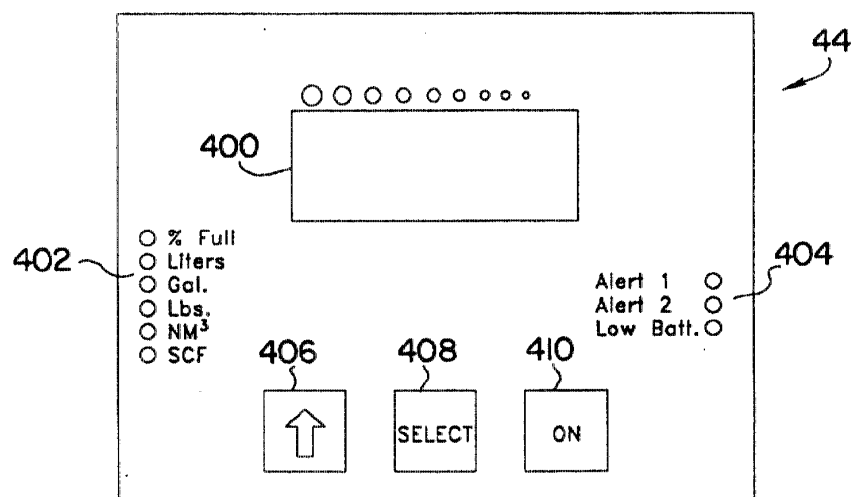 44
400
402
% Full
Liters
Gal.
Lbs.
NM³
SCF
404
Alert 1
Alert 2
Low Batt.
406
408
410
SELECT
ON